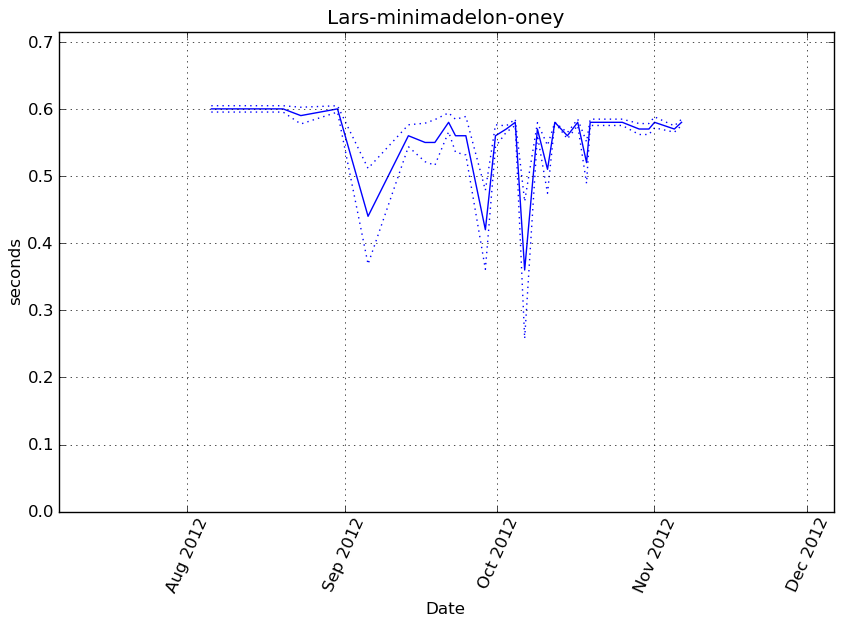 Lars-minimadelon-oney
0.7
0.6
0.5
0.4
0.3
0.2
0.1
0.0
seconds
Aug 2012
Sep 2012
Oct 2012
Nov 2012
Dec 2012
Date